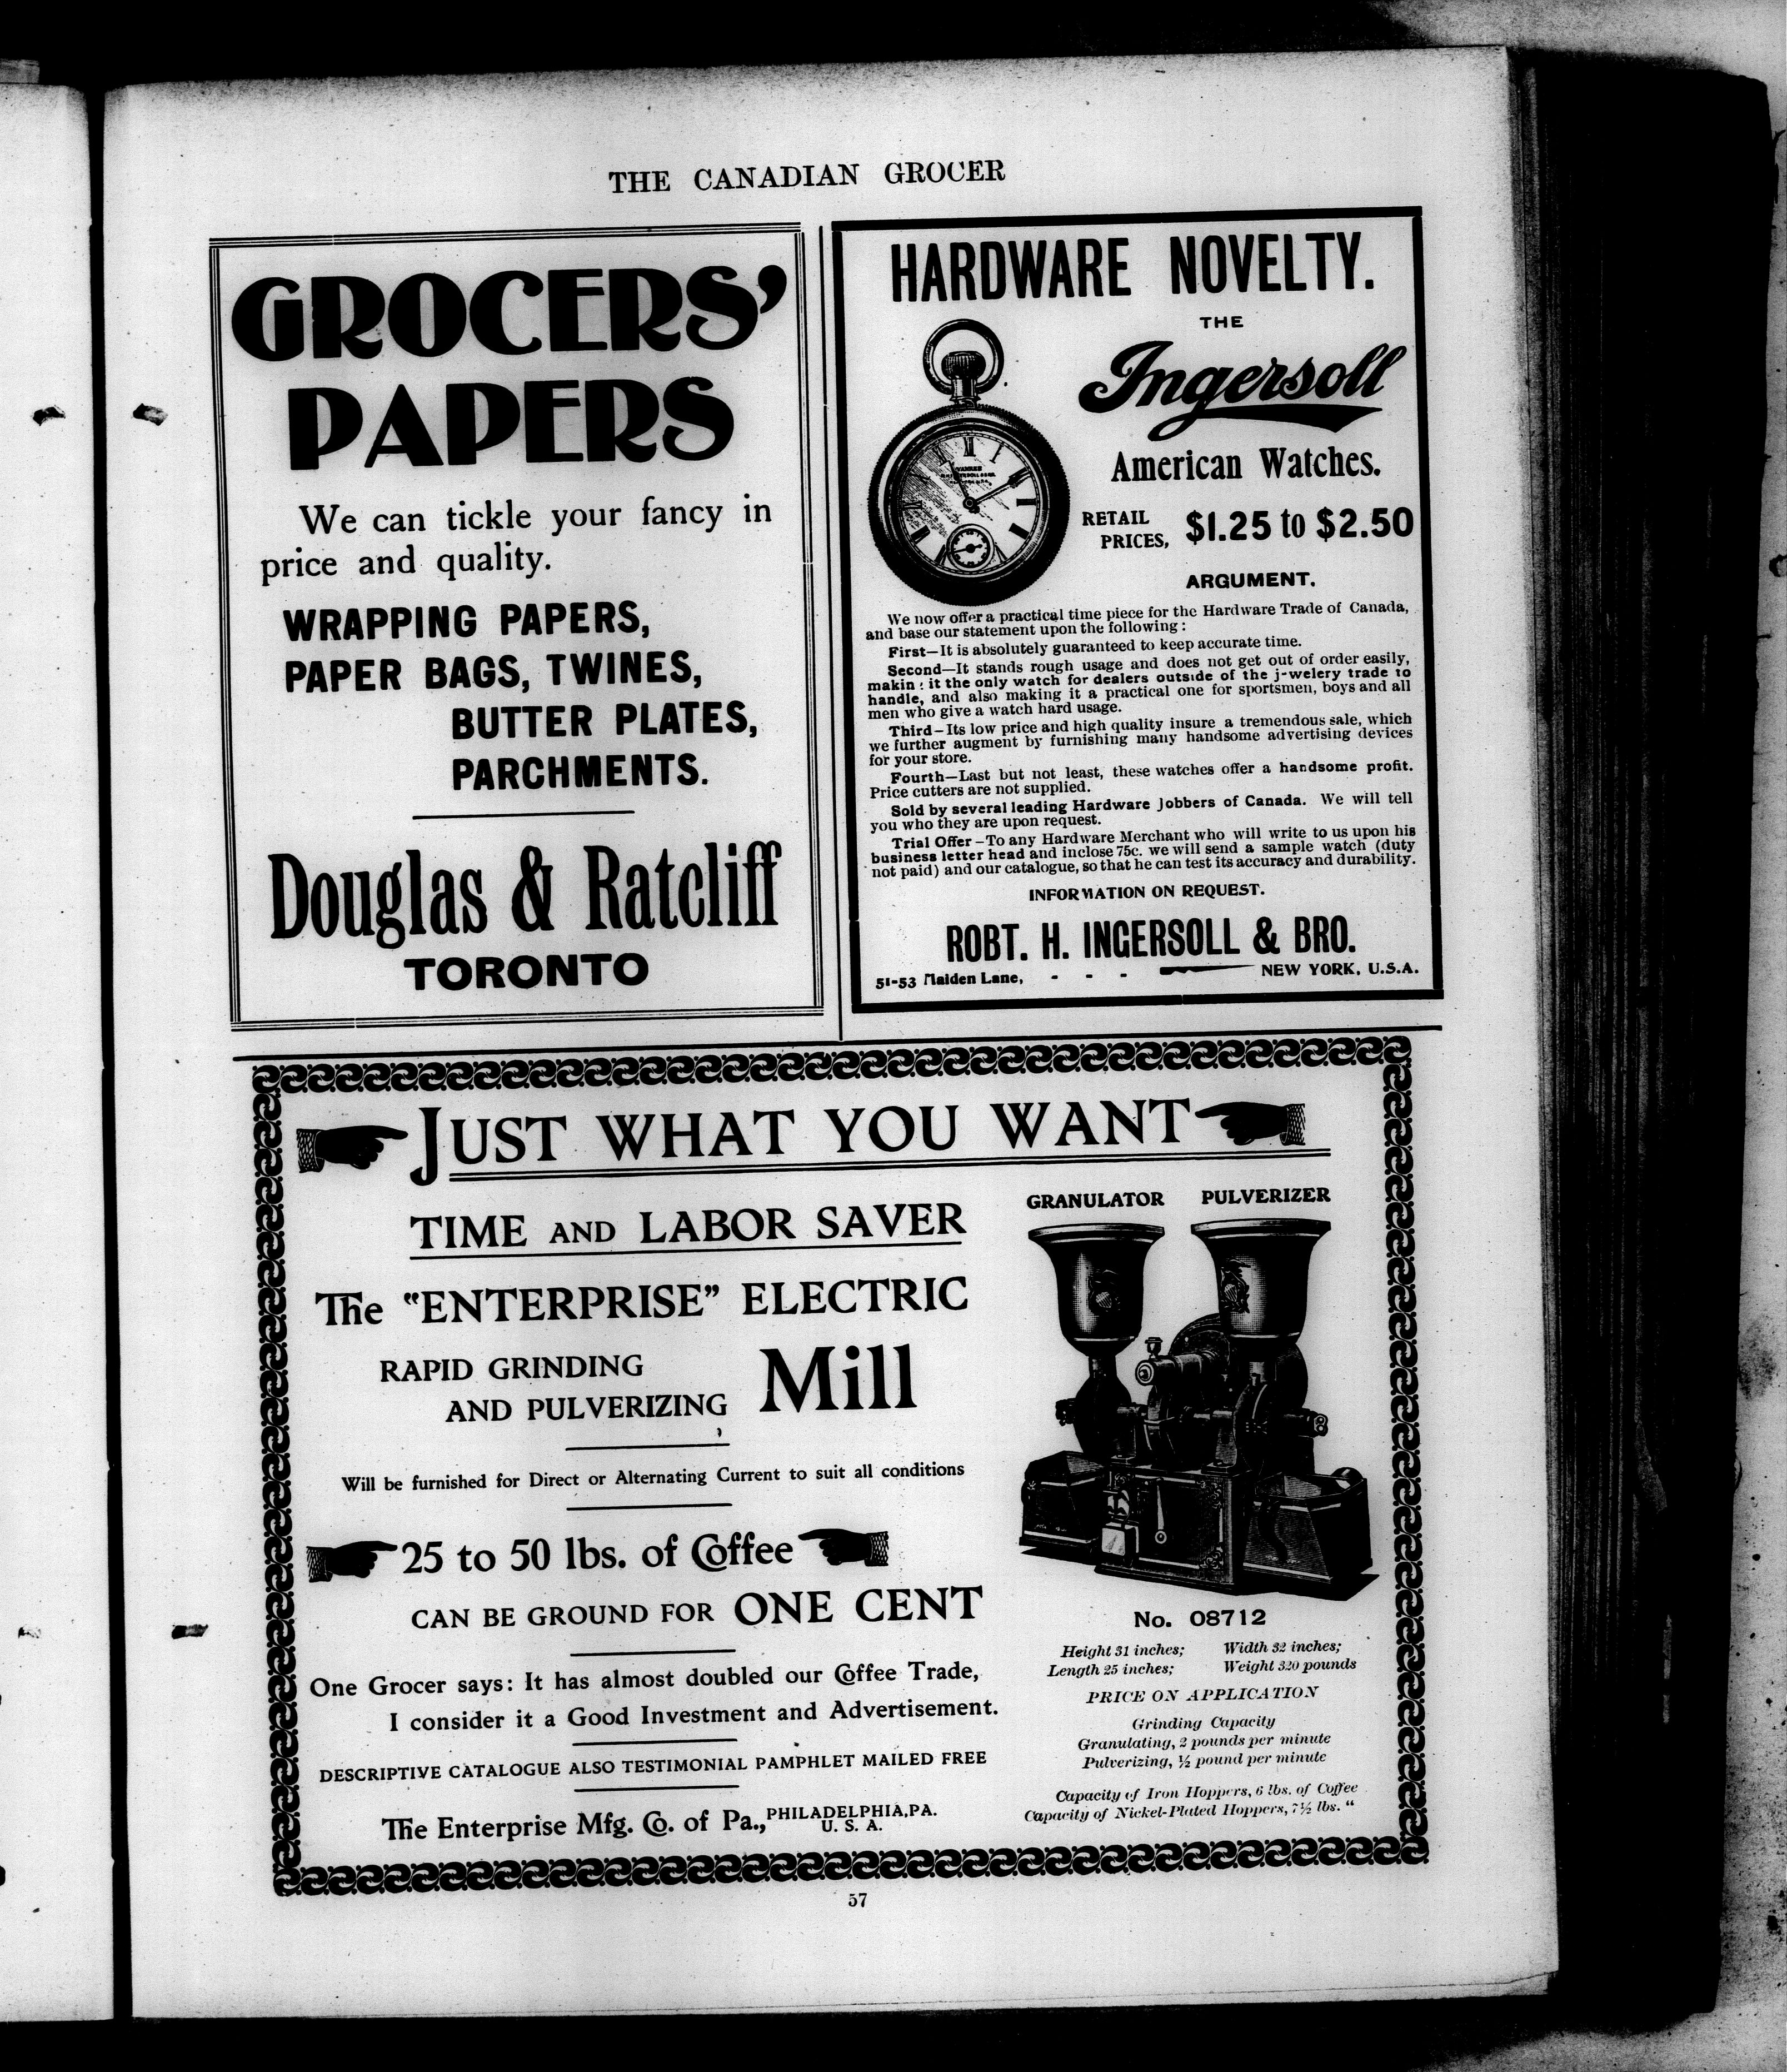 THE CANADIAN GROCER
GROCERS'
PAPERS
We can tickle your fancy in
price and quality.
WRAPPING PAPERS,
PAPER BAGS, TWINES,
BUTTER PLATES,
PARCHMENTS.
Douglas & Ratcliff
TORONTO
HARDWARE NOVELTY.
THE
Ingersoll
American Watches.
RETAIL
PRICES, $1.25 to $2.50
ARGUMENT.
We now offer a practical time piece for the Hardware Trade of Canada,
and base our statement upon the following:
First—It is absolutely guaranteed to keep accurate time.
Second—It stands rough usage and does not get out of order easily,
makin: it the only watch for dealers outside of the j-welery trade to
handle, and also making it a practical one for sportsmen, boys and all
men who give a watch hard usage.
Third—Its low price and high quality insure a tremendous sale, which
we further augment by furnishing many handsome advertising devices
for your store.
Fourth—Last but not least, these watches offer a handsome profit.
Price cutters are not supplied.
Sold by several leading Hardware Jobbers of Canada. We will tell
you who they are upon request.
Trial Offer—To any Hardware Merchant who will write to us upon his
business letter head and inclose 75c. we will send a sample watch (duty
not paid) and our catalogue, so that he can test its accuracy and durability.
INFORMATION ON REQUEST.
ROBT. H. INGERSOLL & BRO.
51-53 Maiden Lane, - - - NEW YORK, U.S.A.
JUST WHAT YOU WANT
TIME AND LABOR SAVER
The "ENTERPRISE" ELECTRIC
RAPID GRINDING
AND PULVERIZING Mill
Will be furnished for Direct or Alternating Current to suit all conditions
25 to 50 lbs. of Coffee
CAN BE GROUND FOR ONE CENT
One Grocer says: It has almost doubled our Coffee Trade,
I consider it a Good Investment and Advertisement.
DESCRIPTIVE CATALOGUE ALSO TESTIMONIAL PAMPHLET MAILED FREE
The Enterprise Mfg. Co. of Pa., PHILADELPHIA, PA.
U. S. A.
GRANULATOR PULVERIZER
No. 08712
Height 31 inches; Width 32 inches;
Length 25 inches; Weight 320 pounds
PRICE ON APPLICATION
Grinding Capacity
Granulating, 2 pounds per minute
Pulverizing, ½ pound per minute
Capacity of Iron Hoppers, 6 lbs. of Coffee
Capacity of Nickel-Plated Hoppers, 7½ lbs. "
57